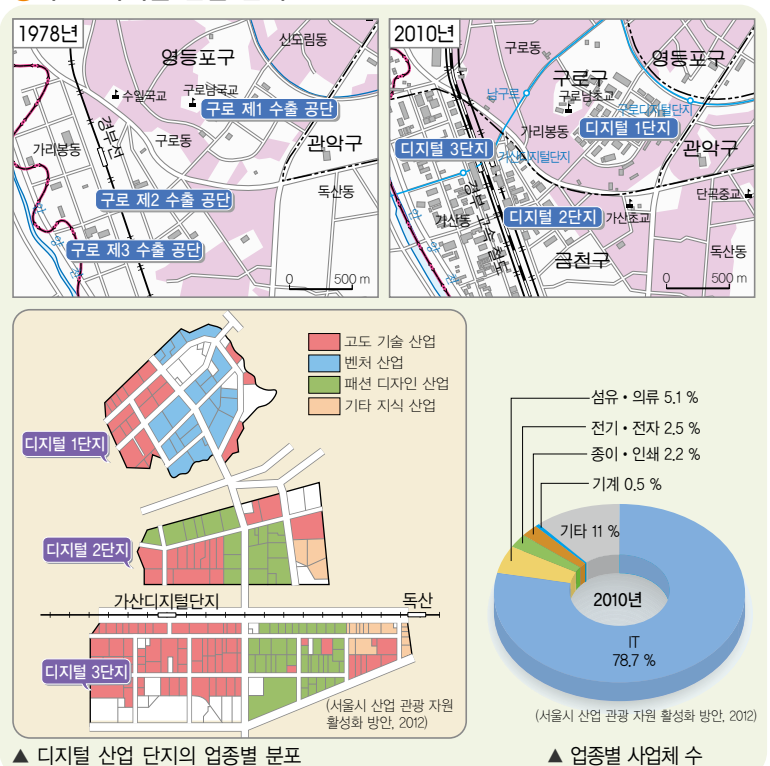 1978년
영등포구
신도림동
수일국교
구로남국교
구로 제1 수출 공단
경부선
가리봉동
구로동
관악구
구로 제2 수출 공단
독산동
구로 제3 수출 공단
안
양
천
0 500 m
2010년
구로동
영등포구
구로구
남구로
구로남초교
구로디지털단지
디지털 1단지
가리봉동
디지털 3단지
가산디지털단지
관악구
단곡중교
디지털 2단지
가산동
가산초교
경부고속철도
안
양
천
금천구
독산동
0 500 m
고도 기술 산업
벤처 산업
패션 디자인 산업
기타 지식 산업
디지털 1단지
디지털 2단지
가산디지털단지
독산
디지털 3단지
(서울시 산업 관광 자원
활성화 방안, 2012)
▲ 디지털 산업 단지의 업종별 분포
섬유·의류 5.1 %
전기·전자 2.5 %
종이·인쇄 2.2 %
기계 0.5 %
기타 11 %
2010년
IT
78.7 %
(서울시 산업 관광 자원 활성화 방안, 2012)
▲ 업종별 사업체 수